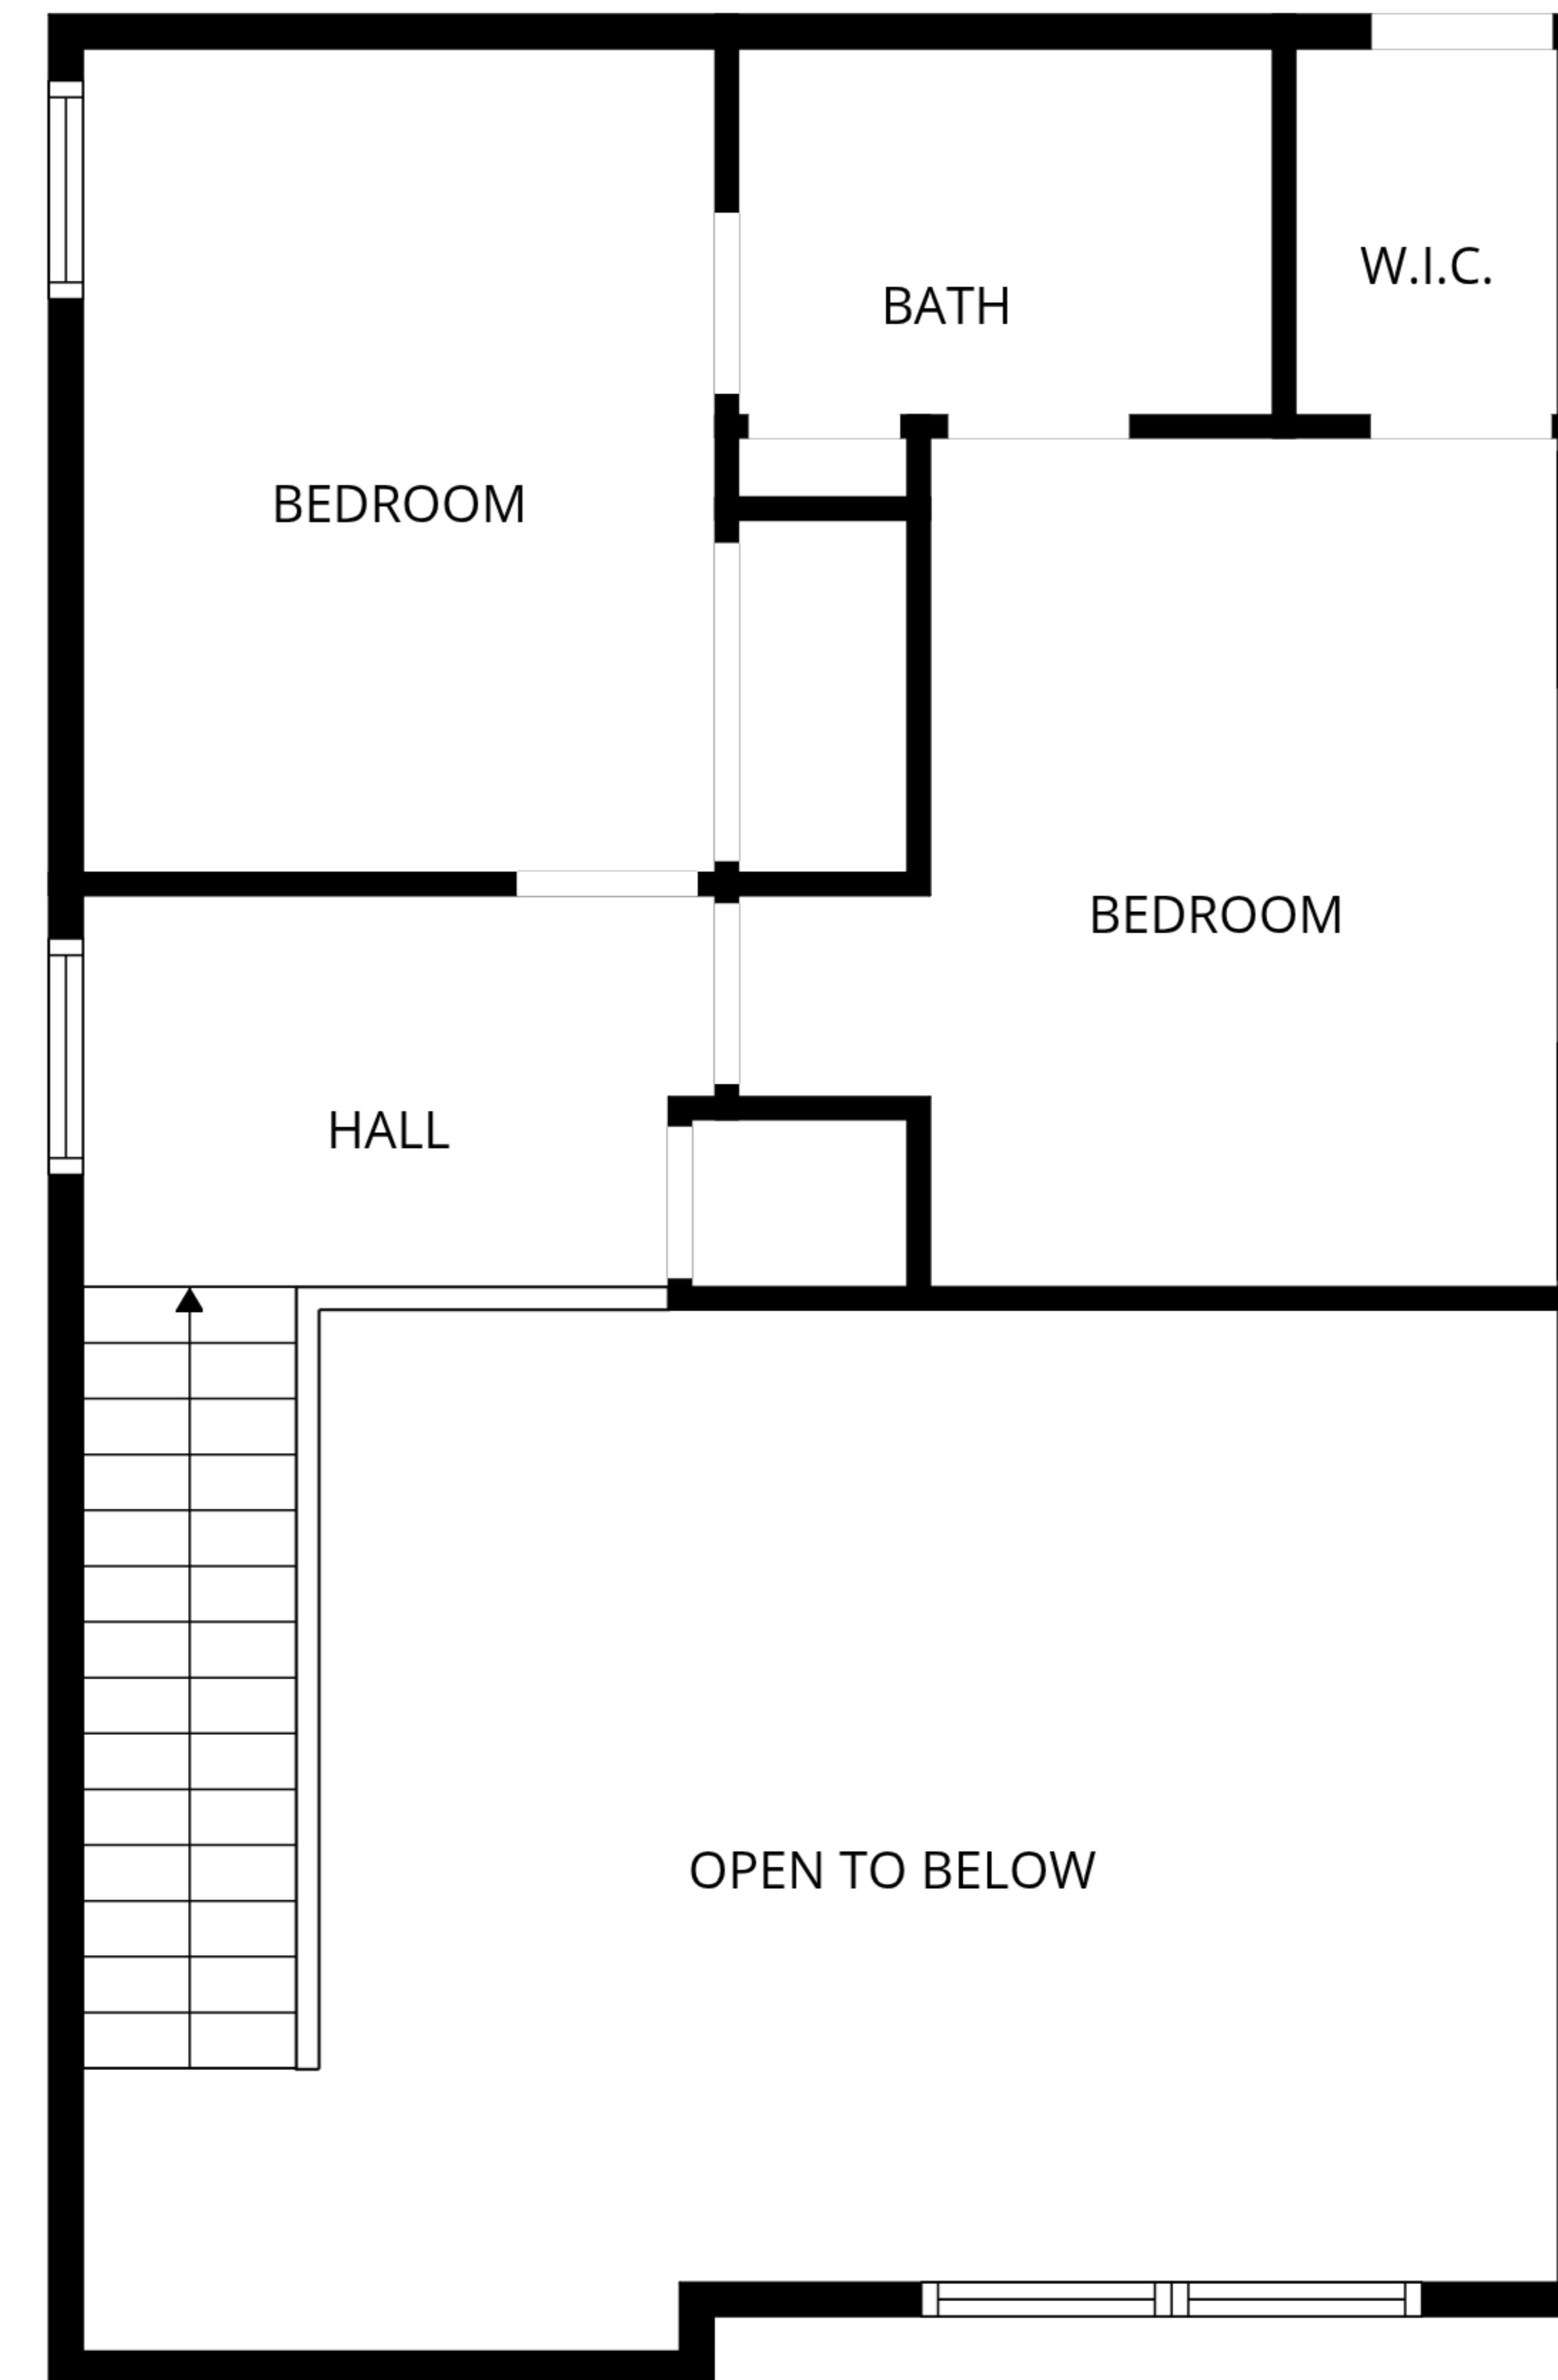 W.I.C.
BATH
BEDROOM
BEDROOM
HALL
OPEN TO BELOW